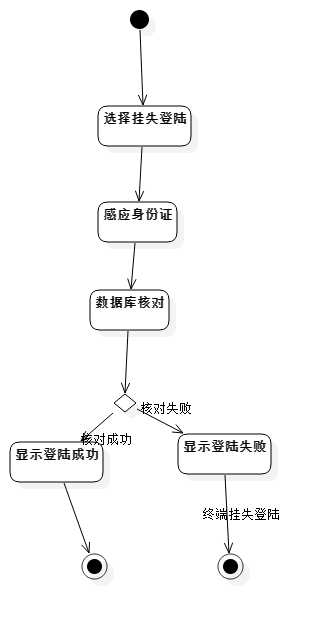 选择挂失登陆
感应身份证
数据库核对
核对失败
核对成功
显示登陆成功
显示登陆失败
终端挂失登陆